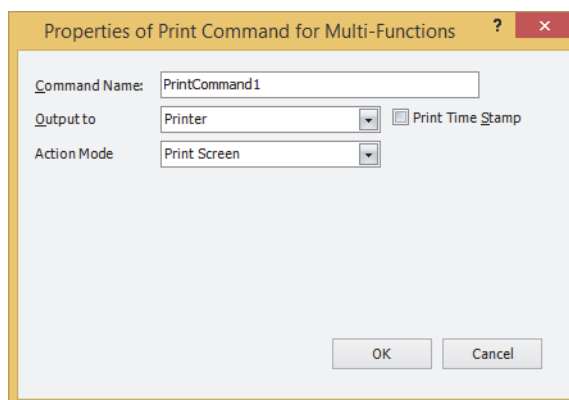 Properties of Print Command for Multi-Functions ? ×
Command Name: PrintCommand1
Output to Printer Print Time Stamp
Action Mode Print Screen
OK Cancel